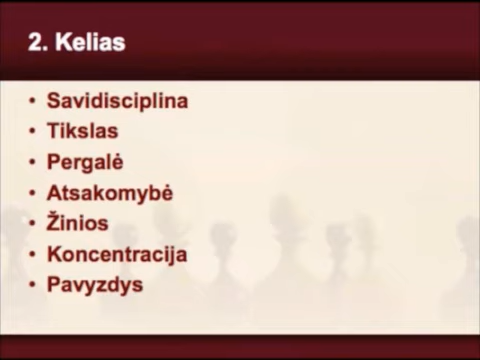 2. Kelias
• Savidisciplina
• Tikslas
• Pergalė
• Atsakomybė
• Žinios
• Koncentracija
• Pavyzdys